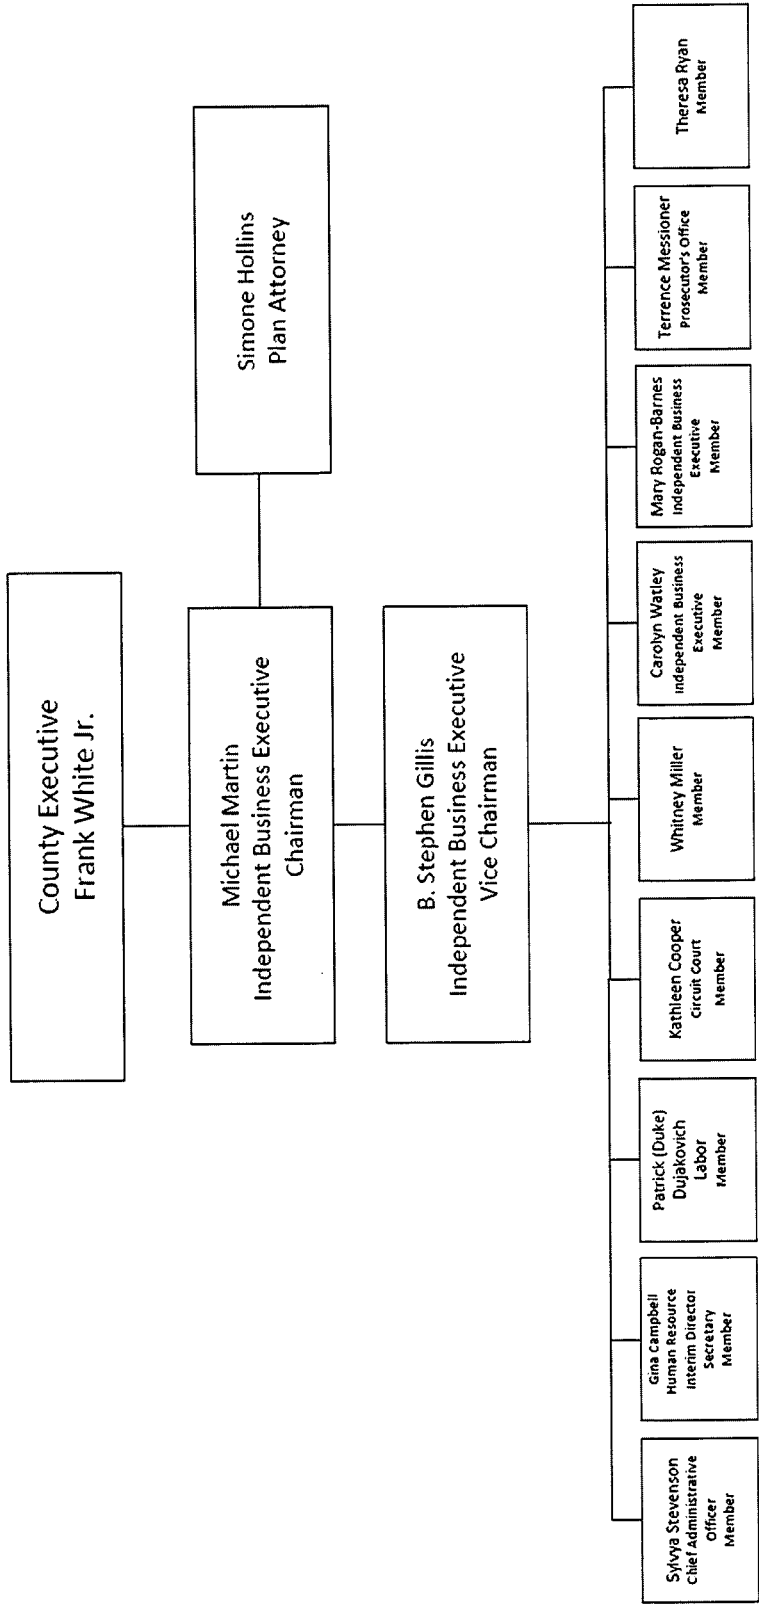 County Executive
Frank White Jr.
Michael Martin
Independent Business Executive
Chairman
Simone Hollins
Plan Attorney
B. Stephen Gillis
Independent Business Executive
Vice Chairman
Sylvya Stevenson
Chief Administrative
Officer
Member
Gina Campbell
Human Resource
Interim Director
Secretary
Member
Patrick (Duke)
Dujakovich
Labor
Member
Kathleen Cooper
Circuit Court
Member
Whitney Miller
Member
Carolyn Watley
Independent Business
Executive
Member
Mary Rogan-Barnes
Independent Business
Executive
Member
Terrence Messioner
Prosecutor's Office
Member
Theresa Ryan
Member